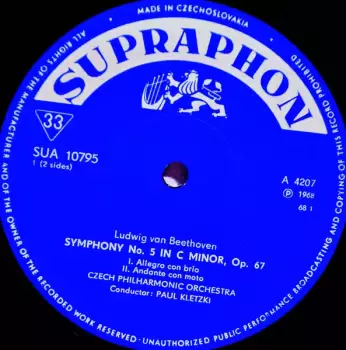 MADE IN CZECHOSLOVAKIA
ALL RIGHTS OF THE MANUFACTURER AND OF THE OWNER OF THE RECORDED WORK RESERVED · UNAUTHORISED PUBLIC PERFORMANCE BROADCASTING AND COPYING OF THIS RECORD PROHIBITED
SUPRAPHON
33
SUA 10795
1 (2 sides)
A 4207
Ⓟ 1968
68 1
Ludwig van Beethoven
SYMPHONY No. 5 IN C MINOR, Op. 67
I. Allegro con brio
II. Andante con moto
CZECH PHILHARMONIC ORCHESTRA
Conductor: PAUL KLETZKI